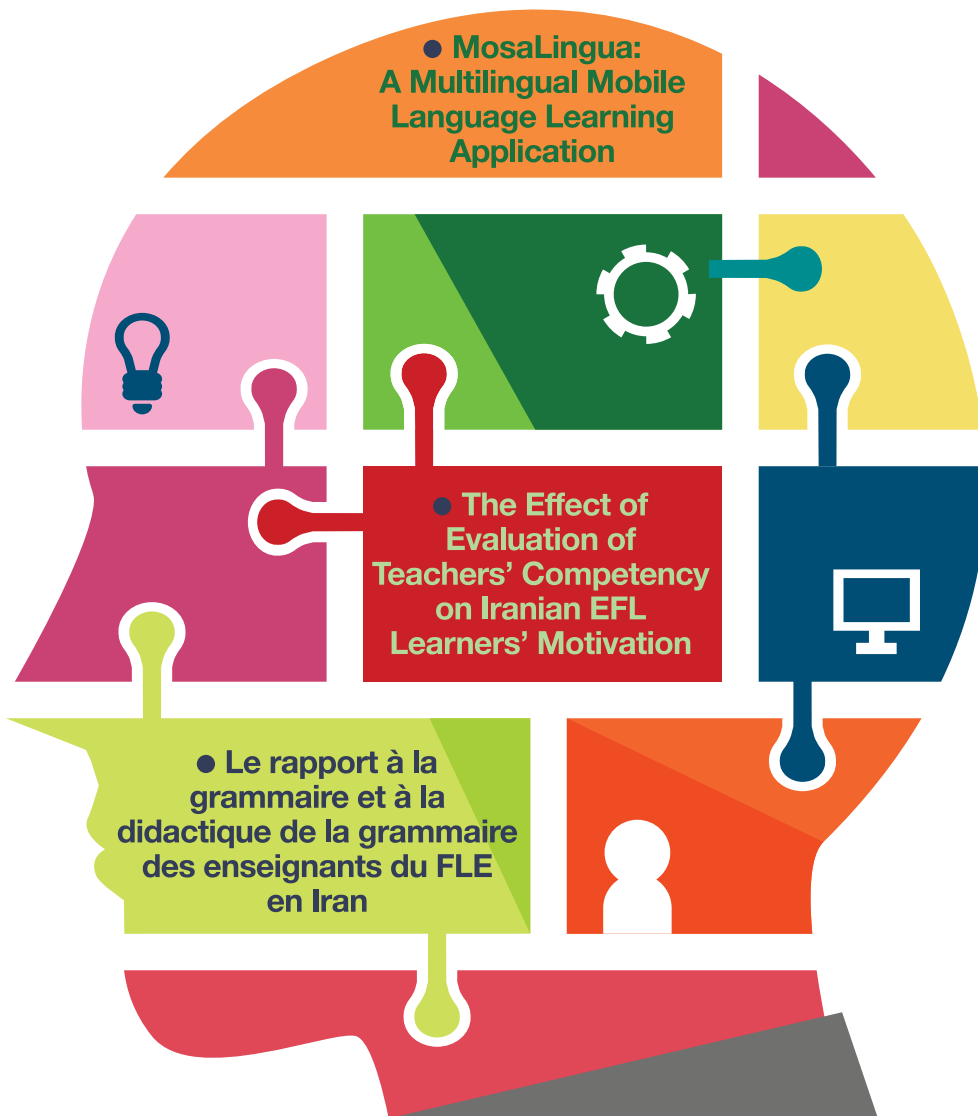 ● MosaLingua:
A Multilingual Mobile
Language Learning
Application
● The Effect of
Evaluation of
Teachers’ Competency
on Iranian EFL
Learners’ Motivation
● Le rapport à la
grammaire et à la
didactique de la grammaire
des enseignants du FLE
en Iran